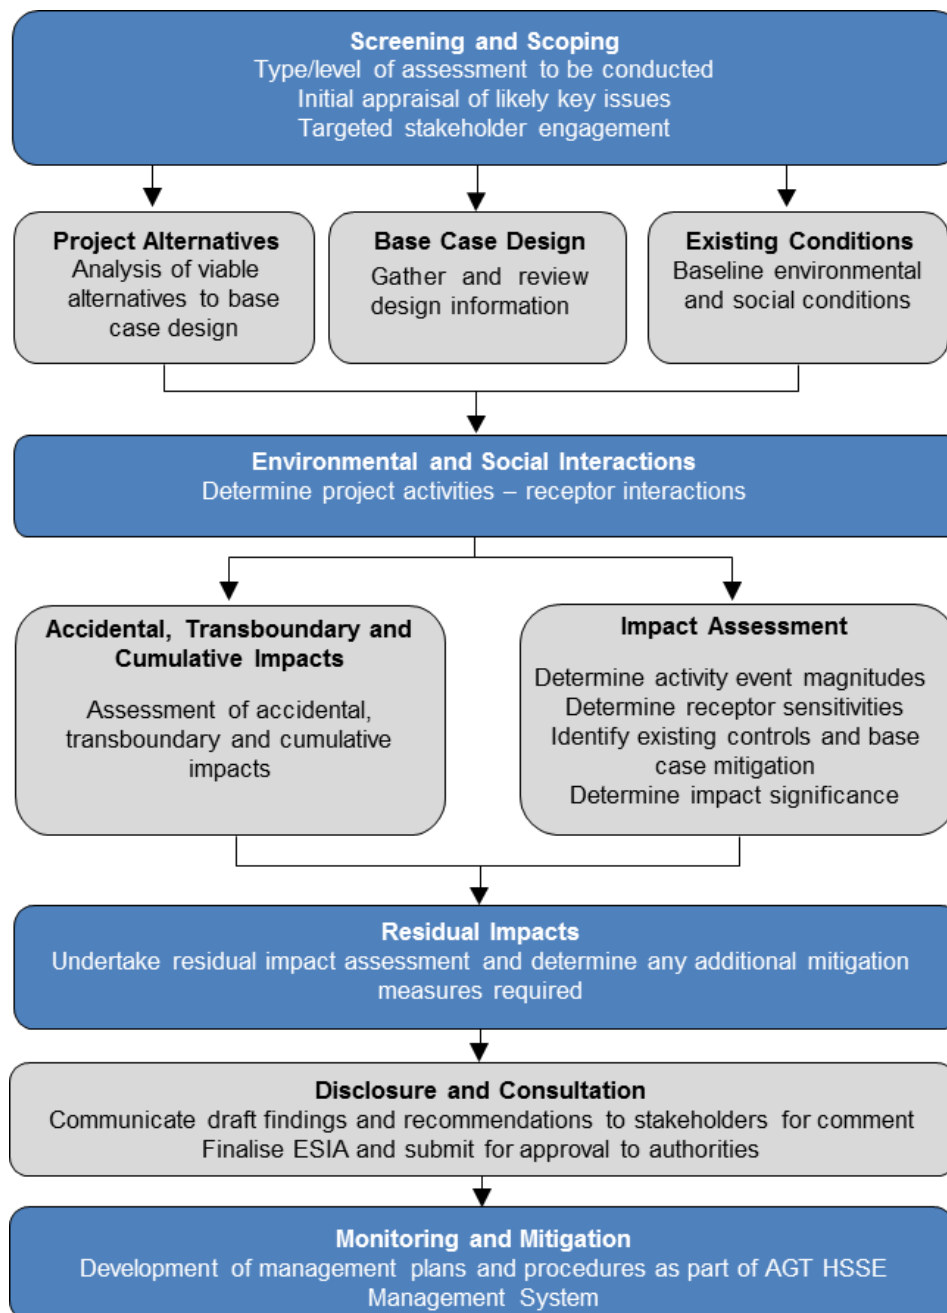 Screening and Scoping
Type/level of assessment to be conducted
Initial appraisal of likely key issues
Targeted stakeholder engagement
Project Alternatives
Analysis of viable
alternatives to base
case design
Base Case Design
Gather and review
design information
Existing Conditions
Baseline environmental
and social conditions
Environmental and Social Interactions
Determine project activities – receptor interactions
Accidental, Transboundary and
Cumulative Impacts
Assessment of accidental,
transboundary and cumulative
impacts
Impact Assessment
Determine activity event magnitudes
Determine receptor sensitivities
Identify existing controls and base
case mitigation
Determine impact significance
Residual Impacts
Undertake residual impact assessment and determine any additional mitigation
measures required
Disclosure and Consultation
Communicate draft findings and recommendations to stakeholders for comment
Finalise ESIA and submit for approval to authorities
Monitoring and Mitigation
Development of management plans and procedures as part of AGT HSSE
Management System